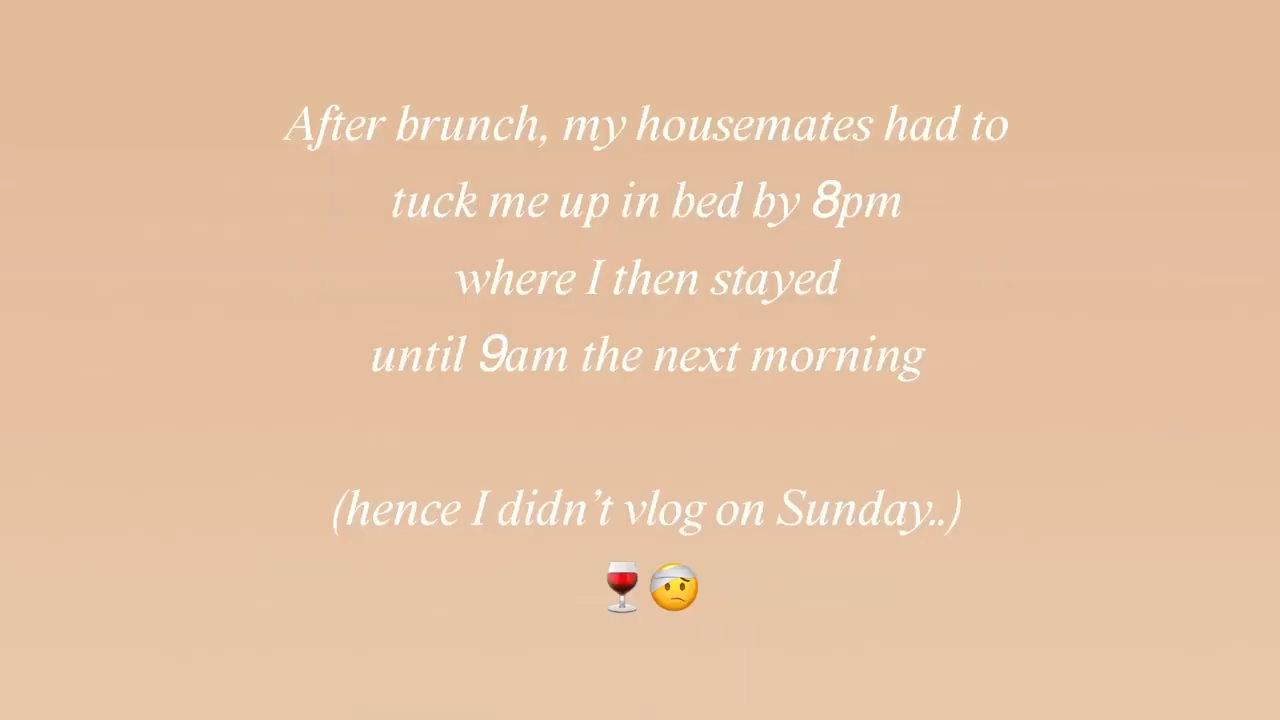 After brunch, my housemates had to
tuck me up in bed by 8pm
where I then stayed
until 9am the next morning
(hence I didn’t vlog on Sunday..)
🍷🤕